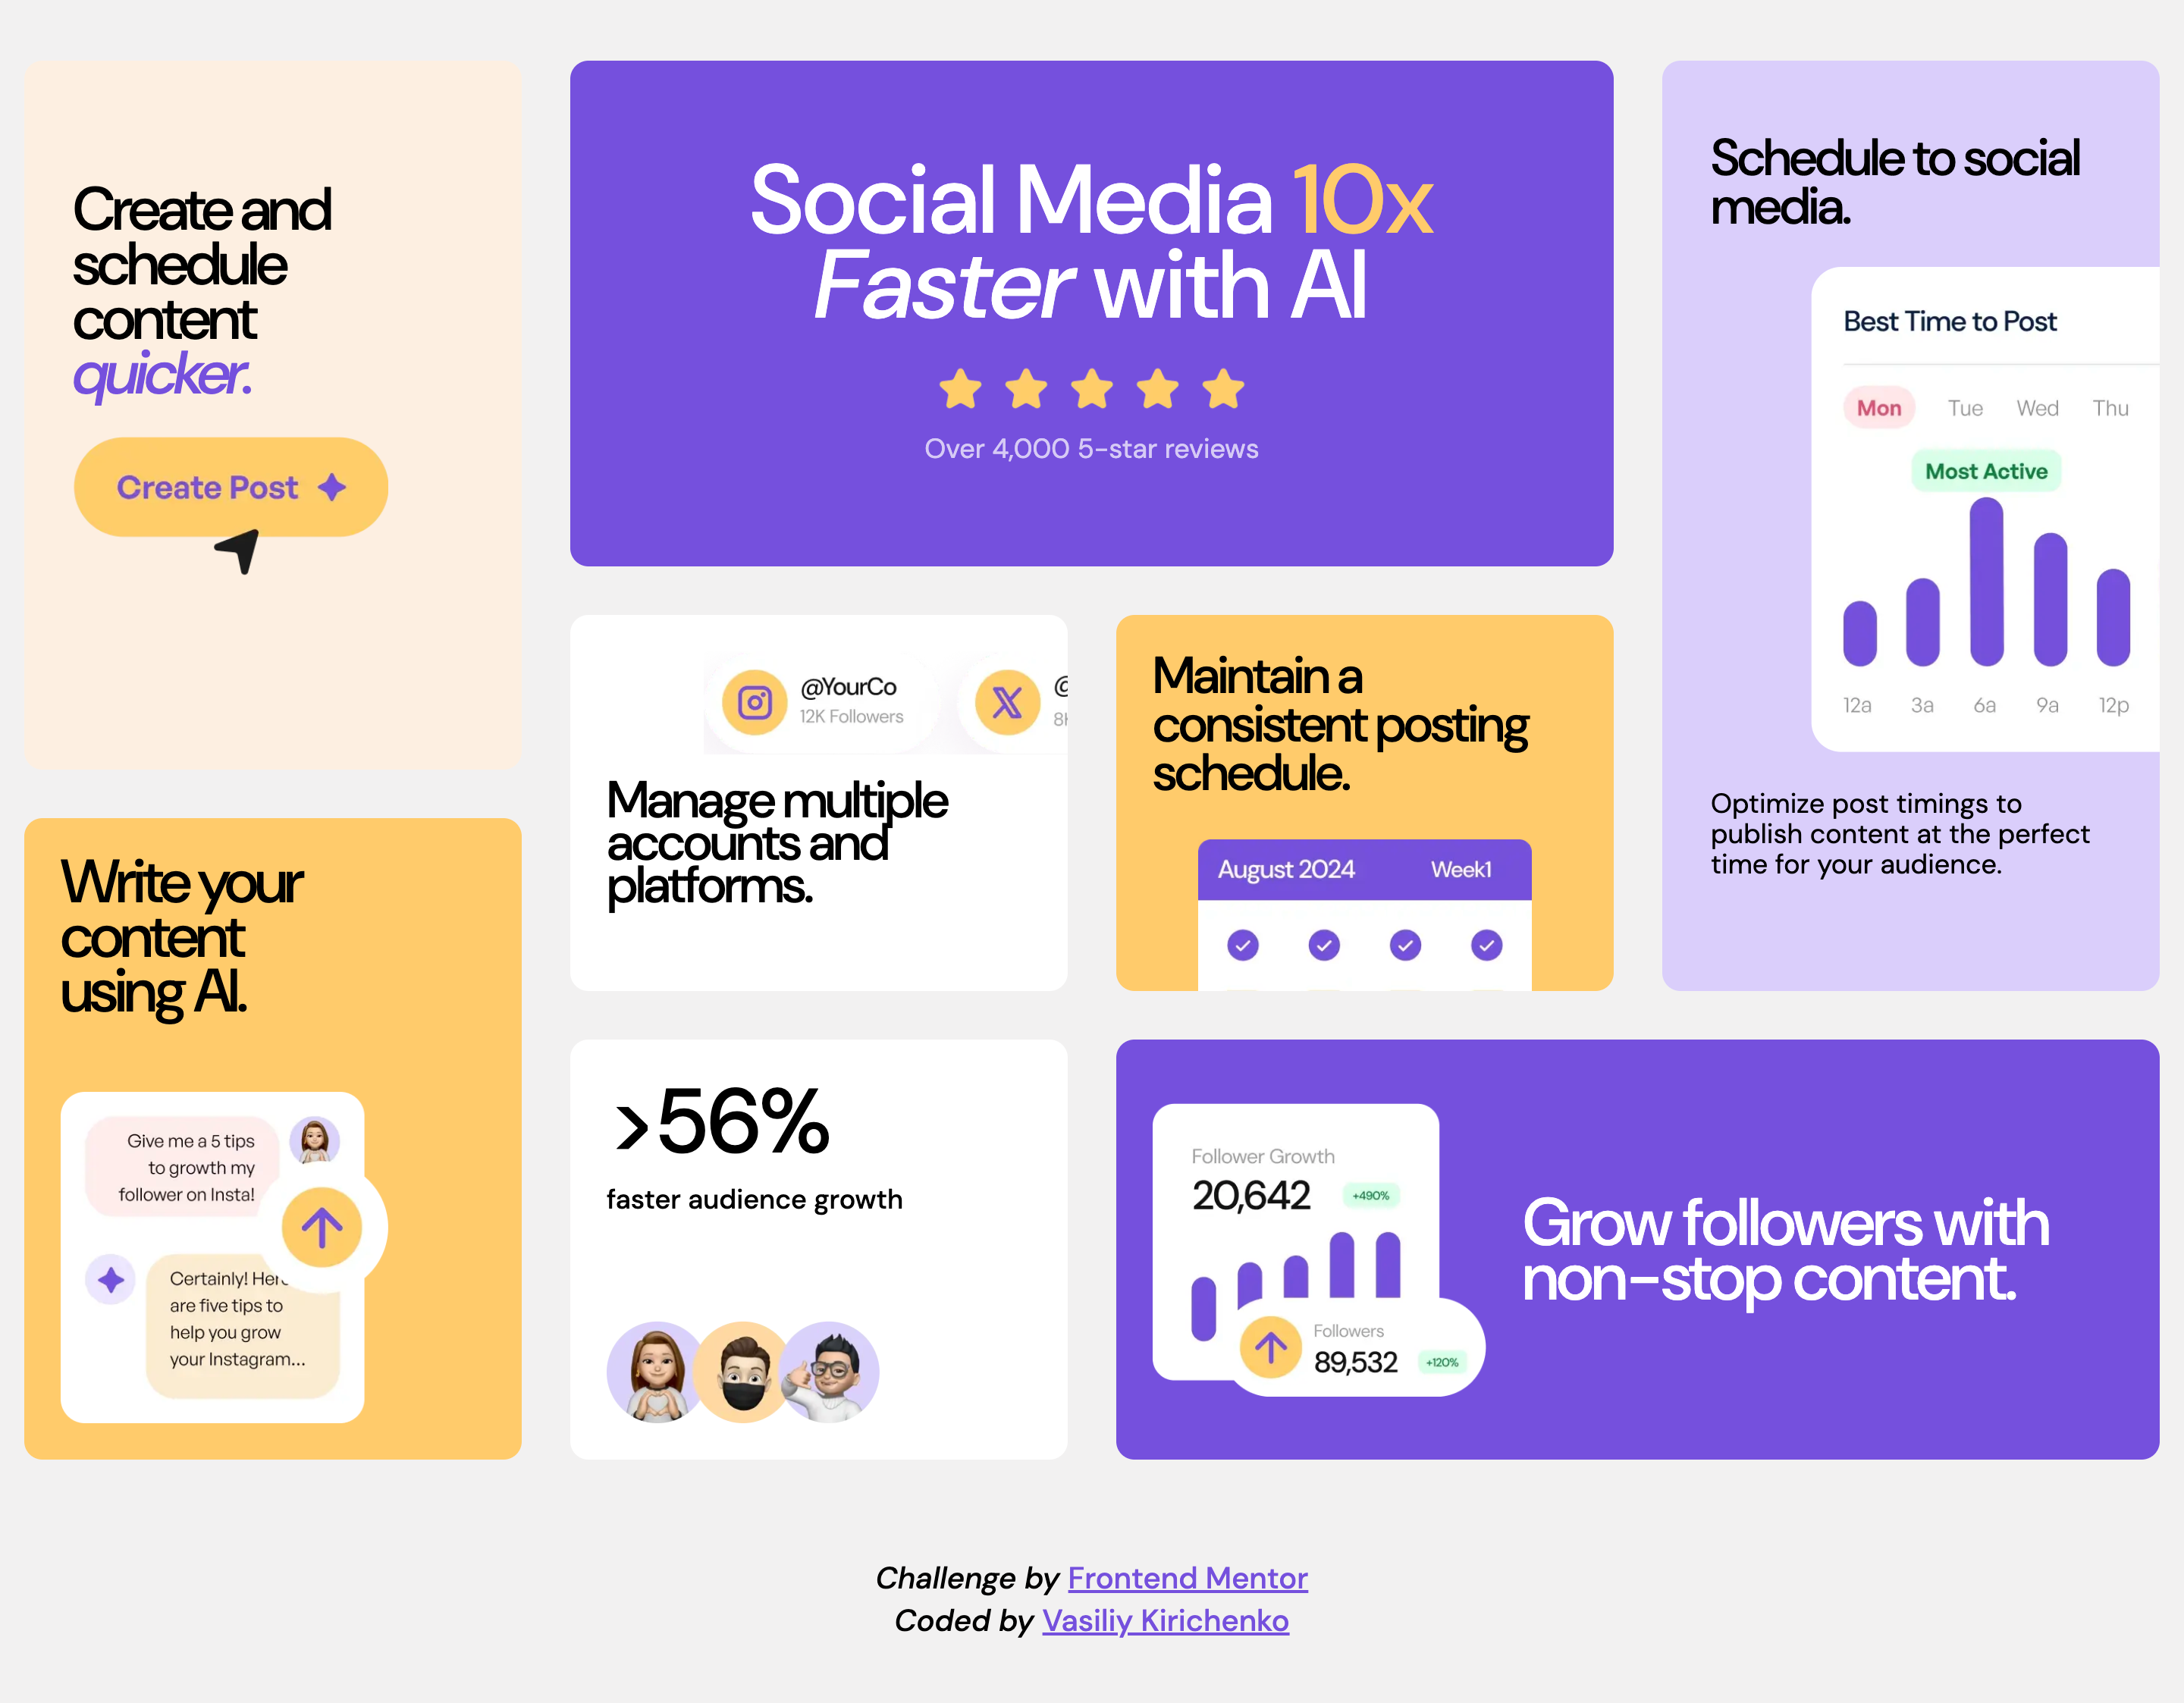 Create and
schedule
content
quicker.
Create Post
Social Media 10x
Faster with AI
Over 4,000 5-star reviews
Schedule to social
media.
Best Time to Post
Mon Tue Wed Thu
Most Active
12a 3a 6a 9a 12p
Optimize post timings to
publish content at the perfect
time for your audience.
@YourCo
12K Followers
@
8
Manage multiple
accounts and
platforms.
Maintain a
consistent posting
schedule.
August 2024 Week1
Write your
content
using AI.
Give me a 5 tips
to growth my
follower on Insta!
Certainly! Here
are five tips to
help you grow
your Instagram...
>56%
faster audience growth
Follower Growth
20,642 +490%
Followers
89,532 +120%
Grow followers with
non-stop content.
Challenge by Frontend Mentor
Coded by Vasiliy Kirichenko